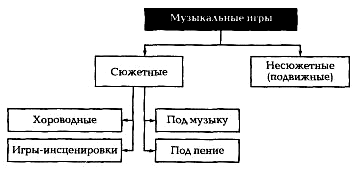 Музыкальные игры
Сюжетные
Несюжетные
(подвижные)
Хороводные
Под музыку
Игры-инсценировки
Под пение